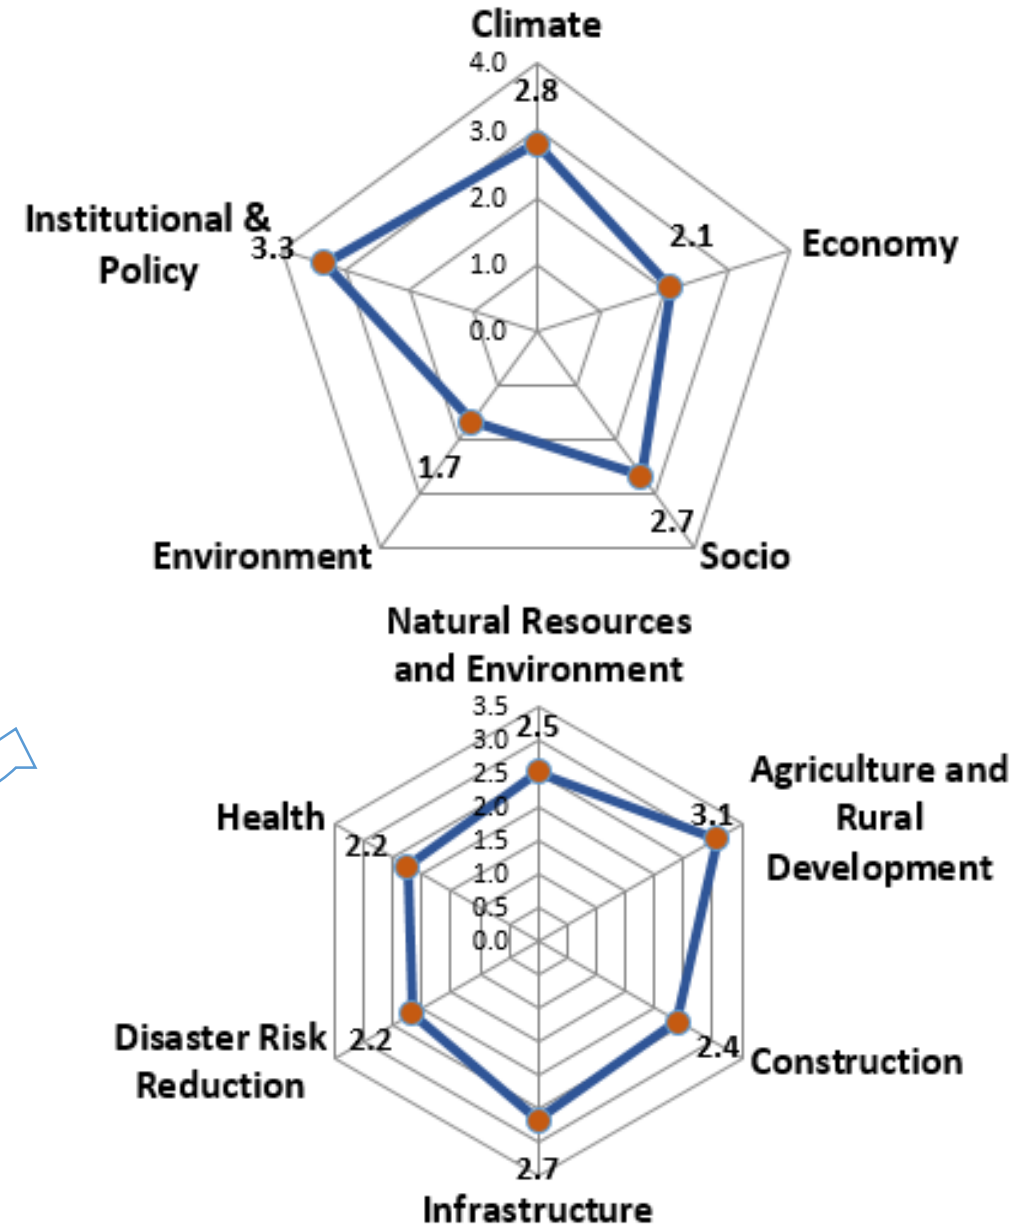 Climate
4.0
2.8
3.0
2.0
1.0
0.0
2.1
Economy
Institutional &
Policy
3.3
1.7
2.7
Environment
Socio
Natural Resources
and Environment
3.5
2.5
3.0
2.5
2.0
1.5
1.0
0.5
0.0
Agriculture and
Rural
Development
3.1
Health
2.2
Disaster Risk
Reduction
2.2
2.4
Construction
2.7
Infrastructure